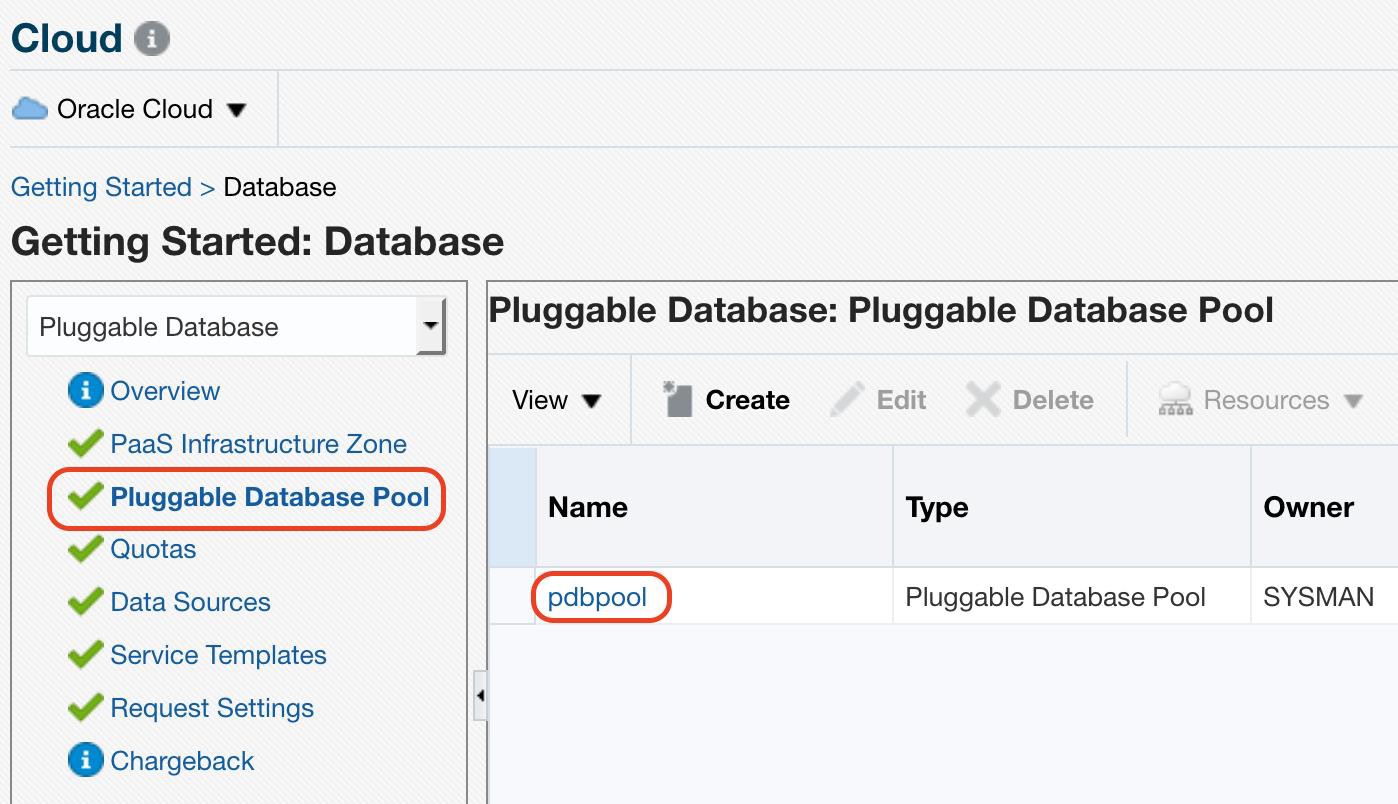 Cloud
Oracle Cloud
Getting Started > Database
Getting Started: Database
Pluggable Database
Overview
PaaS Infrastructure Zone
Pluggable Database Pool
Quotas
Data Sources
Service Templates
Request Settings
Chargeback
Pluggable Database: Pluggable Database Pool
View Create Edit Delete Resources
Name Type Owner
pdbpool Pluggable Database Pool SYSMAN